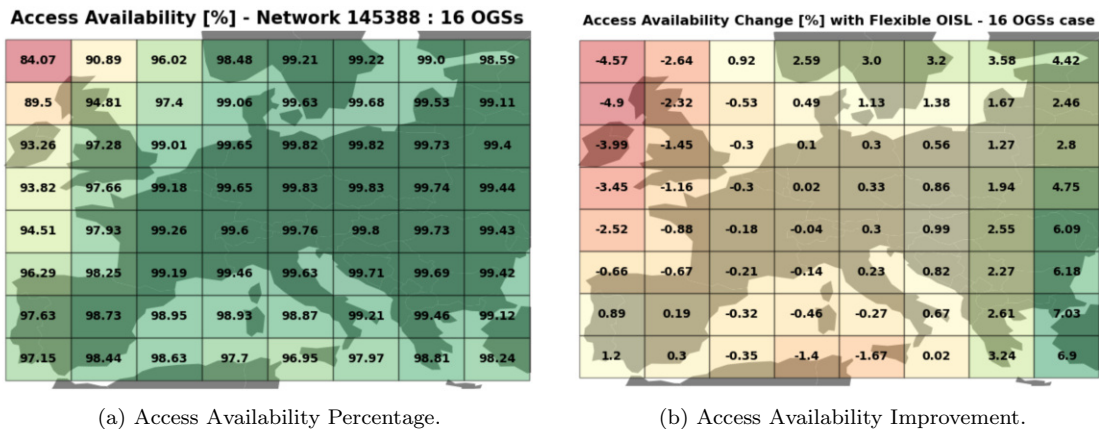 Access Availability [%] - Network 145388 : 16 OGSs
84.07 90.89 96.02 98.48 99.21 99.22 99.0 98.59
89.5 94.81 97.4 99.06 99.63 99.68 99.53 99.11
93.26 97.28 99.01 99.65 99.82 99.82 99.73 99.4
93.82 97.66 99.18 99.65 99.83 99.83 99.74 99.44
94.51 97.93 99.26 99.6 99.76 99.8 99.73 99.43
96.29 98.25 99.19 99.46 99.63 99.71 99.69 99.42
97.63 98.73 98.95 98.93 98.87 99.21 99.46 99.12
97.15 98.44 98.63 97.7 96.95 97.97 98.81 98.24
(a) Access Availability Percentage.
Access Availability Change [%] with Flexible OISL - 16 OGSs case
-4.57 -2.64 0.92 2.59 3.0 3.2 3.58 4.42
-4.9 -2.32 -0.53 0.49 1.13 1.38 1.67 2.46
-3.99 -1.45 -0.3 0.1 0.3 0.56 1.27 2.8
-3.45 -1.16 -0.3 0.02 0.33 0.86 1.94 4.75
-2.52 -0.88 -0.18 -0.04 0.3 0.99 2.55 6.09
-0.66 -0.67 -0.21 -0.14 0.23 0.82 2.27 6.18
0.89 0.19 -0.32 -0.46 -0.27 0.67 2.61 7.03
1.2 0.3 -0.35 -1.4 -1.67 0.02 3.24 6.9
(b) Access Availability Improvement.